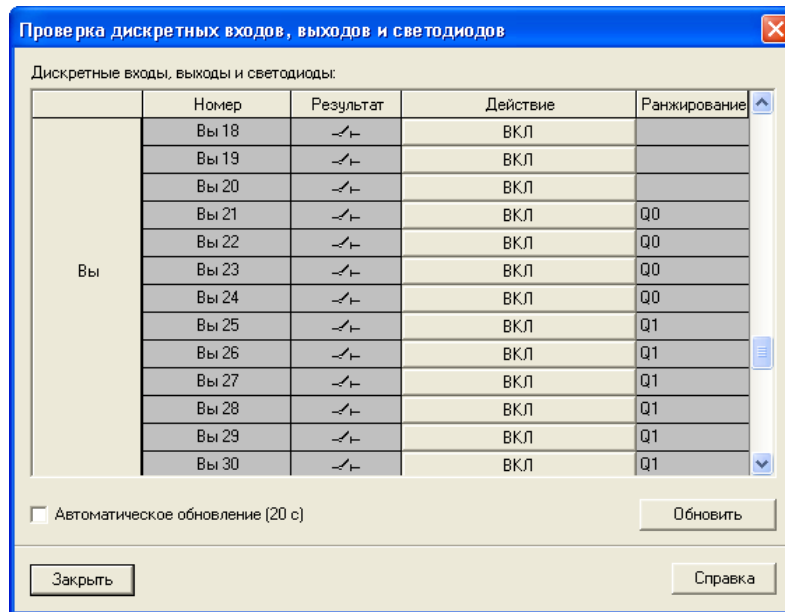 Проверка дискретных входов, выходов и светодиодов
Дискретные входы, выходы и светодиоды:
Номер Результат Действие Ранжирование
Вы 18 ВКЛ
Вы 19 ВКЛ
Вы 20 ВКЛ
Вы 21 ВКЛ Q0
Вы 22 ВКЛ Q0
Вы Вы 23 ВКЛ Q0
Вы 24 ВКЛ Q0
Вы 25 ВКЛ Q1
Вы 26 ВКЛ Q1
Вы 27 ВКЛ Q1
Вы 28 ВКЛ Q1
Вы 29 ВКЛ Q1
Вы 30 ВКЛ Q1
Автоматическое обновление (20 с) Обновить
Закрыть Справка